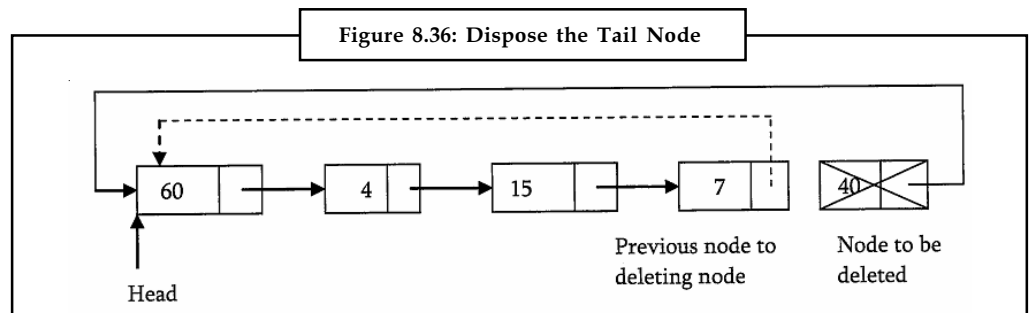 Figure 8.36: Dispose the Tail Node
60 4 15 7 40
Previous node to
deleting node
Node to be
deleted
Head